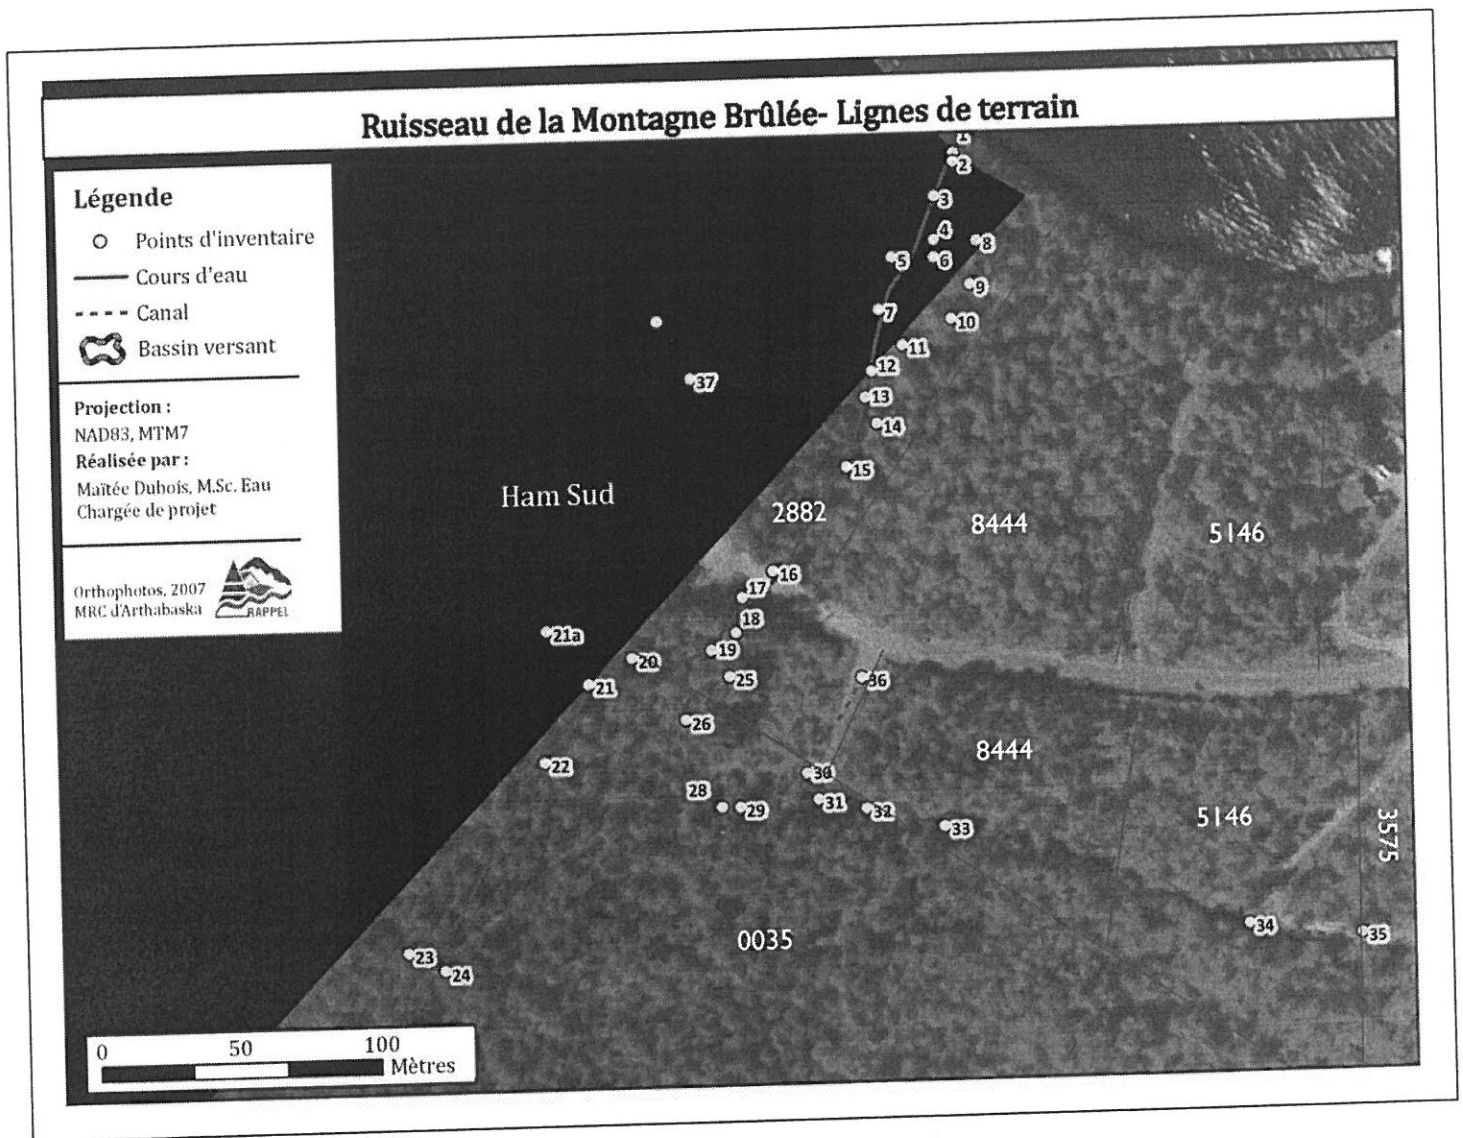 Ruisseau de la Montagne Brûlée- Lignes de terrain
Légende
Points d'inventaire
Cours d'eau
Canal
Bassin versant
Projection :
NAD83, MTM7
Réalisée par :
Maïtée Dubois, M.Sc. Eau
Chargée de projet
Orthophotos, 2007
MRC d'Arthabaska
RAPPEL
1
2
3
4
8
5
6
9
7
10
11
12
37
13
14
15
Ham Sud
2882
8444
5146
16
17
18
21a
19
20
25
36
21
26
8444
22
30
28
29
31
32
33
5146
3575
34
35
0035
23
24
0
50
100
Mètres